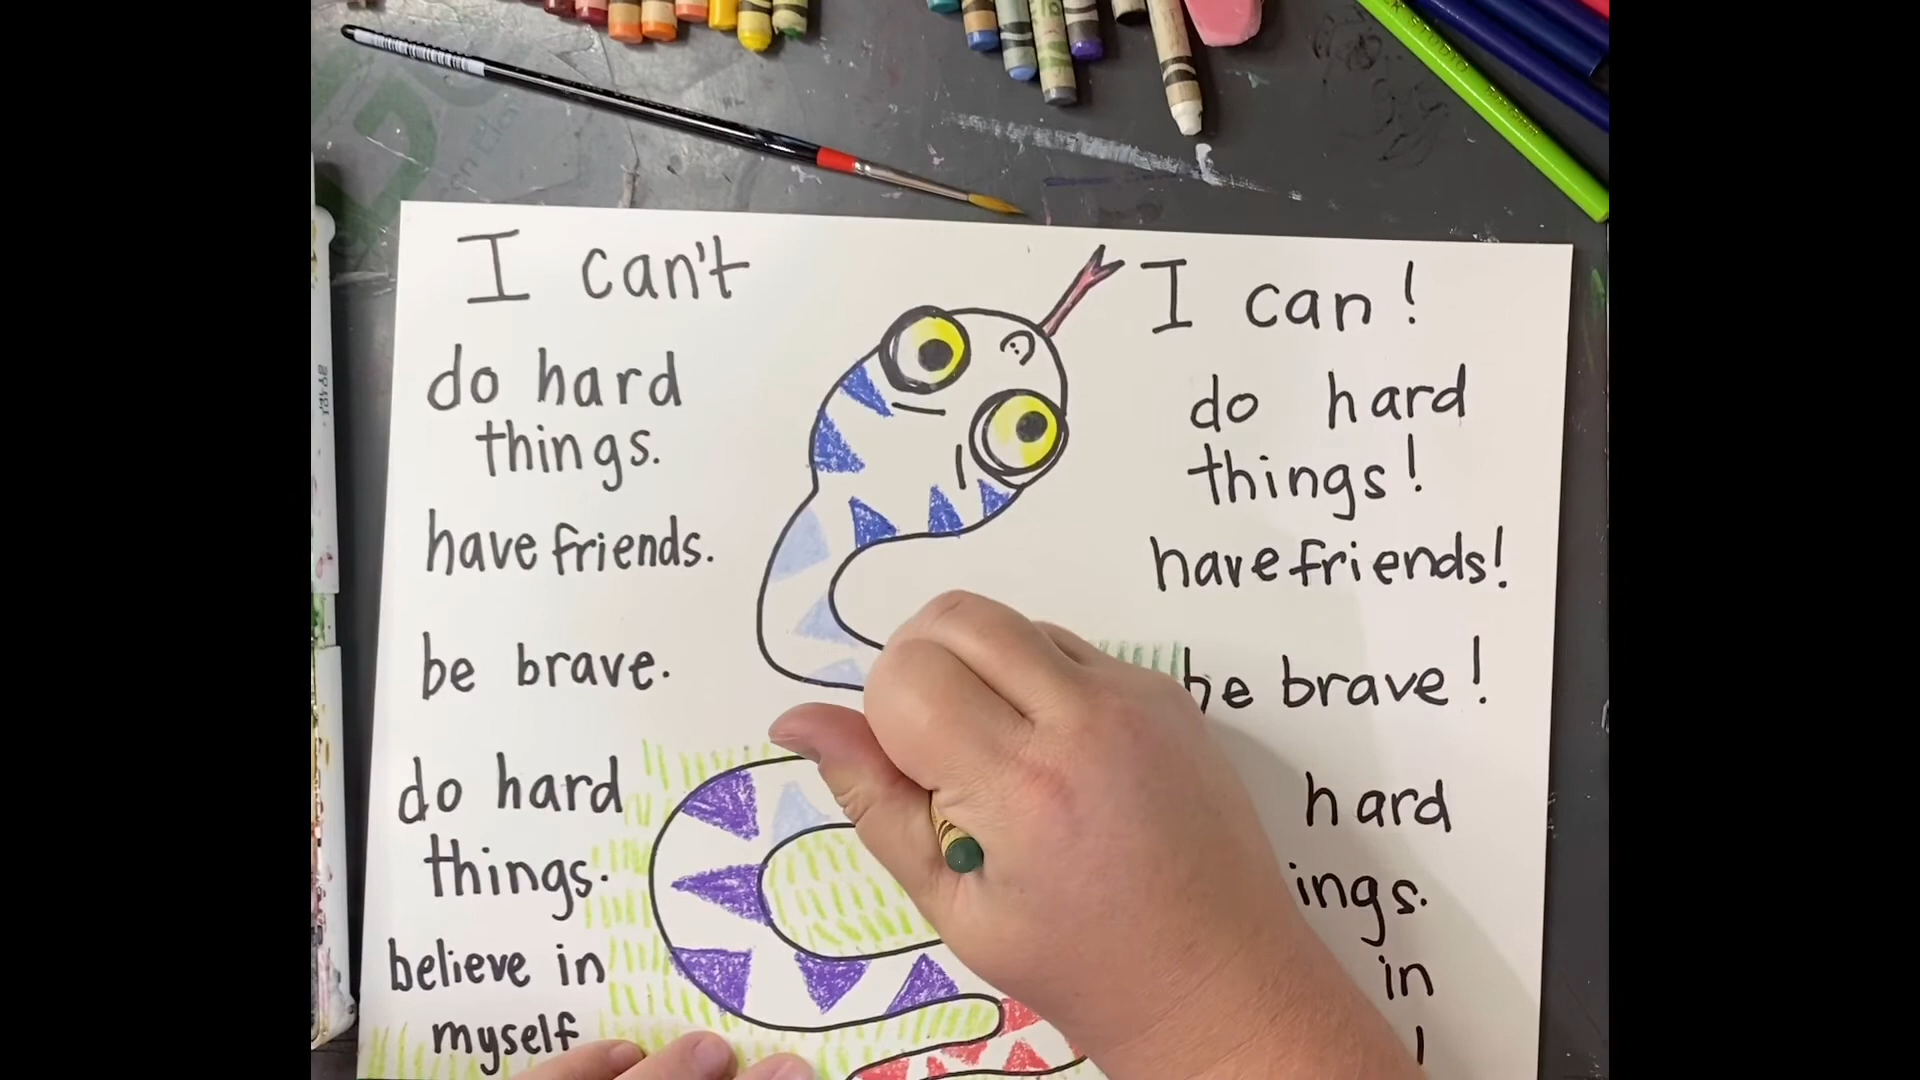 I can't
do hard
things.
have friends.
be brave.
do hard
things.
believe in
myself
I can!
do hard
things!
have friends!
be brave!
hard
ings.
in